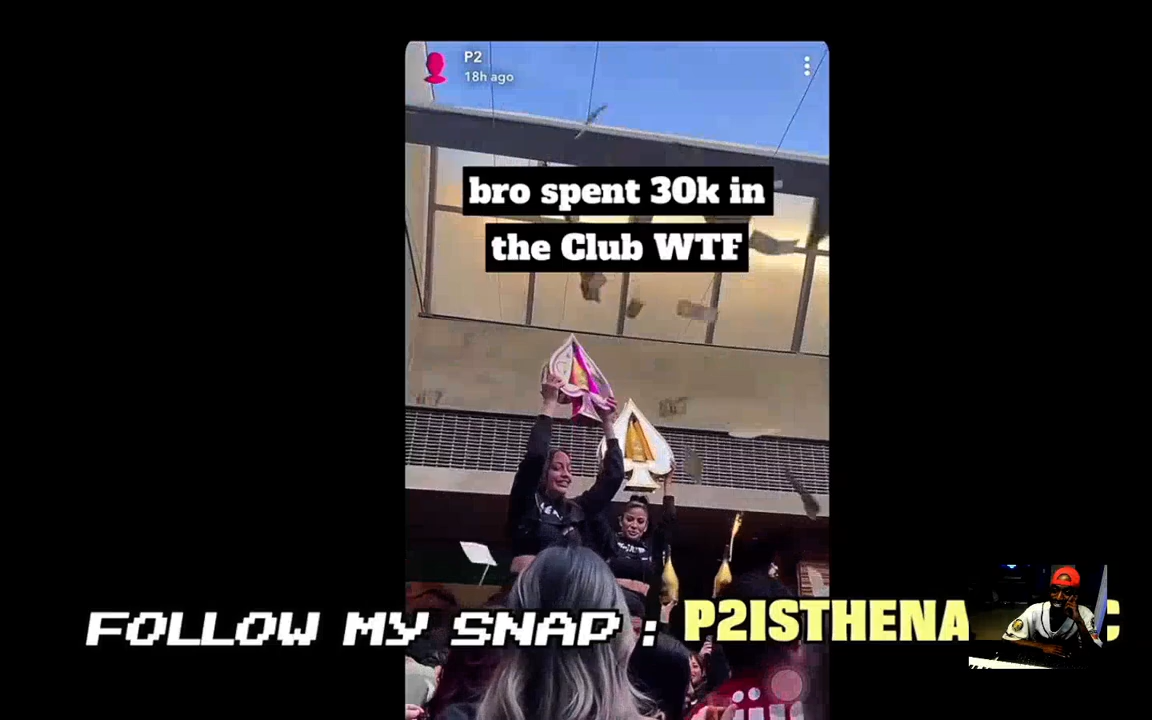 P2
18h ago
bro spent 30k in
the Club WTF
FOLLOW MY SNAP : P2ISTHENA